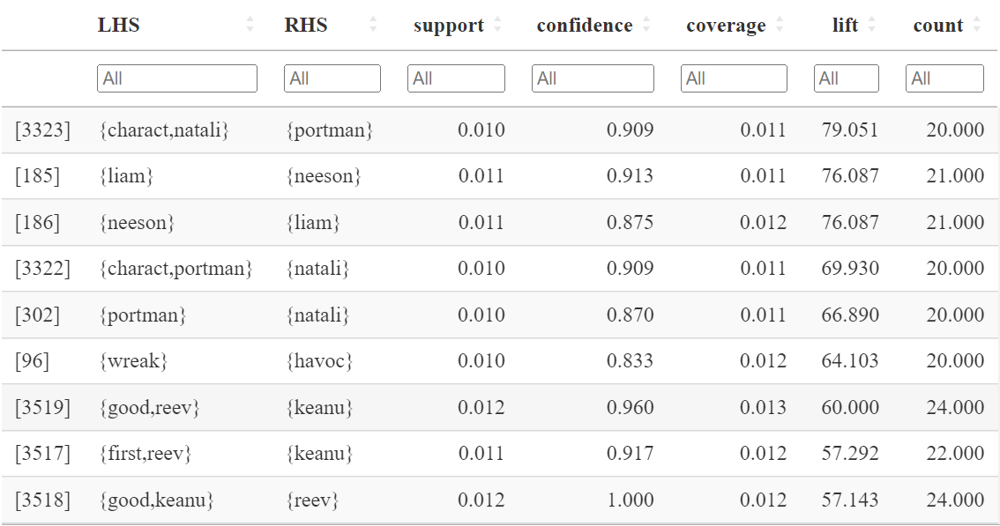 LHS RHS support confidence coverage lift count
All All All All All All All
[3323] {charact,natali} {portman} 0.010 0.909 0.011 79.051 20.000
[185] {liam} {neeson} 0.011 0.913 0.011 76.087 21.000
[186] {neeson} {liam} 0.011 0.875 0.012 76.087 21.000
[3322] {charact,portman} {natali} 0.010 0.909 0.011 69.930 20.000
[302] {portman} {natali} 0.010 0.870 0.011 66.890 20.000
[96] {wreak} {havoc} 0.010 0.833 0.012 64.103 20.000
[3519] {good,reev} {keanu} 0.012 0.960 0.013 60.000 24.000
[3517] {first,reev} {keanu} 0.011 0.917 0.012 57.292 22.000
[3518] {good,keanu} {reev} 0.012 1.000 0.012 57.143 24.000